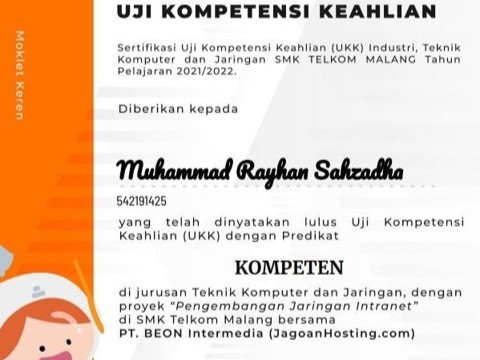 UJI KOMPETENSI KEAHLIAN
Sertifikasi Uji Kompetensi Keahlian (UKK) Industri, Teknik
Komputer dan Jaringan SMK TELKOM MALANG Tahun
Pelajaran 2021/2022.
Moklet Keren
Diberikan kepada
Muhammad Rayhan Sahzadha
542191425
yang telah dinyatakan lulus Uji Kompetensi
Keahlian (UKK) dengan Predikat
KOMPETEN
di jurusan Teknik Komputer dan Jaringan, dengan
proyek “Pengembangan Jaringan Intranet”
di SMK Telkom Malang bersama
PT. BEON Intermedia (JagoanHosting.com)